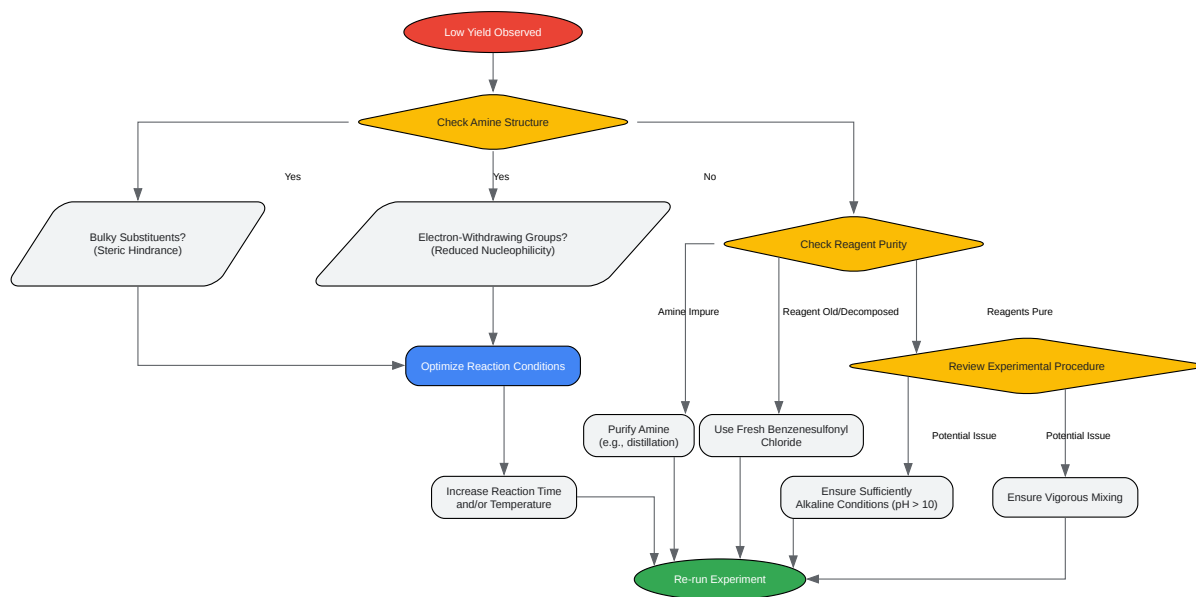 Low Yield Observed
Check Amine Structure
Yes
Yes
No
Bulky Substituents?
(Steric Hindrance)
Electron-Withdrawing Groups?
(Reduced Nucleophilicity)
Check Reagent Purity
Amine Impure
Reagent Old/Decomposed
Reagents Pure
Optimize Reaction Conditions
Review Experimental Procedure
Purify Amine
(e.g., distillation)
Use Fresh Benzenesulfonyl
Chloride
Potential Issue
Potential Issue
Increase Reaction Time
and/or Temperature
Ensure Sufficiently
Alkaline Conditions (pH > 10)
Ensure Vigorous Mixing
Re-run Experiment